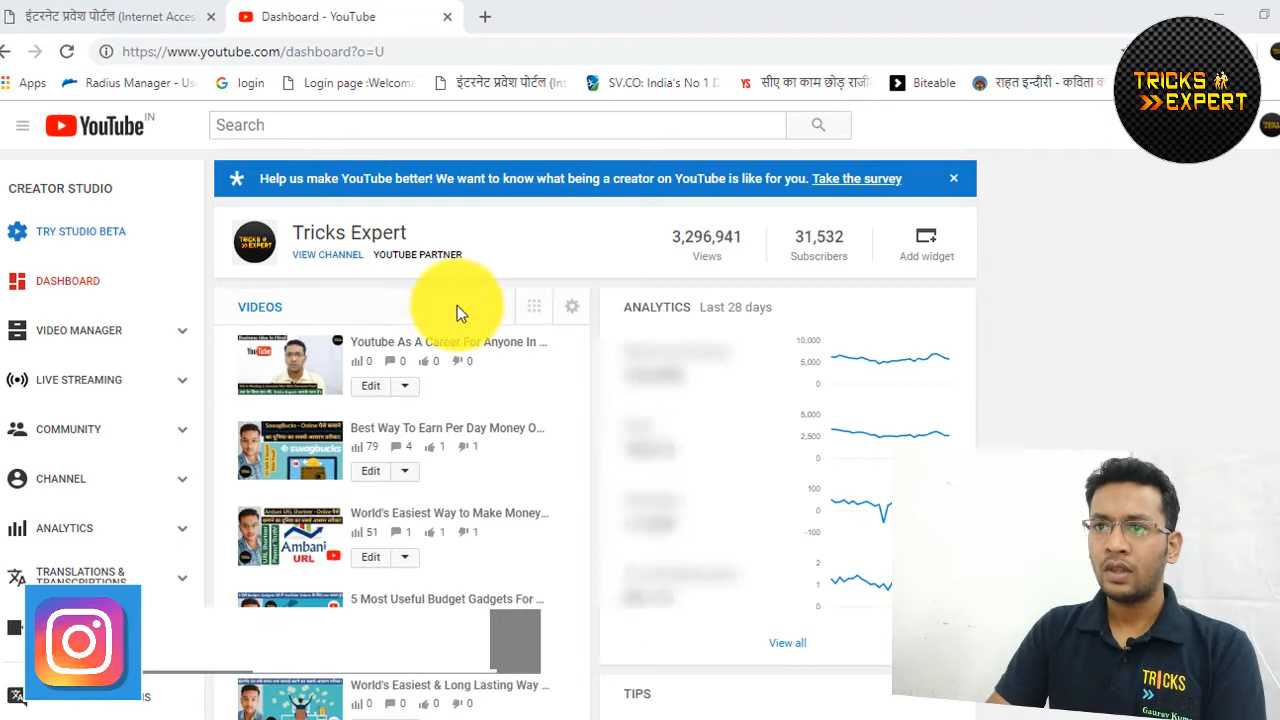 इंटरनेट प्रवेश पोर्टल (Internet Acces
Dashboard - YouTube
https://www.youtube.com/dashboard?o=U
Apps
Radius Manager - Us
login
Login page :Welcome
इंटरनेट प्रवेश पोर्टल (Int
SV.CO: India's No 1 D
YS सीए का काम छोड़ राजी
Biteable
राहत इन्दौरी - कविता क
TRICKS
EXPERT
YouTube IN
Search
CREATOR STUDIO
TRY STUDIO BETA
DASHBOARD
VIDEO MANAGER
LIVE STREAMING
COMMUNITY
CHANNEL
ANALYTICS
TRANSLATIONS &
TRANSCRIPTIONS
Help us make YouTube better! We want to know what being a creator on YouTube is like for you. Take the survey
Tricks Expert
VIEW CHANNEL YOUTUBE PARTNER
3,296,941
Views
31,532
Subscribers
Add widget
VIDEOS
Youtube As A Career For Anyone In ...
0 0 0 0
Edit
Best Way To Earn Per Day Money O...
79 4 1 1
Edit
World's Easiest Way to Make Money...
51 1 1 1
Edit
5 Most Useful Budget Gadgets For ...
World's Easiest & Long Lasting Way ...
0 0 0 0
ANALYTICS Last 28 days
10,000
5,000
0
5,000
2,500
0
100
0
-100
2
1
0
View all
TIPS
TRICKS
Gaurav Kum